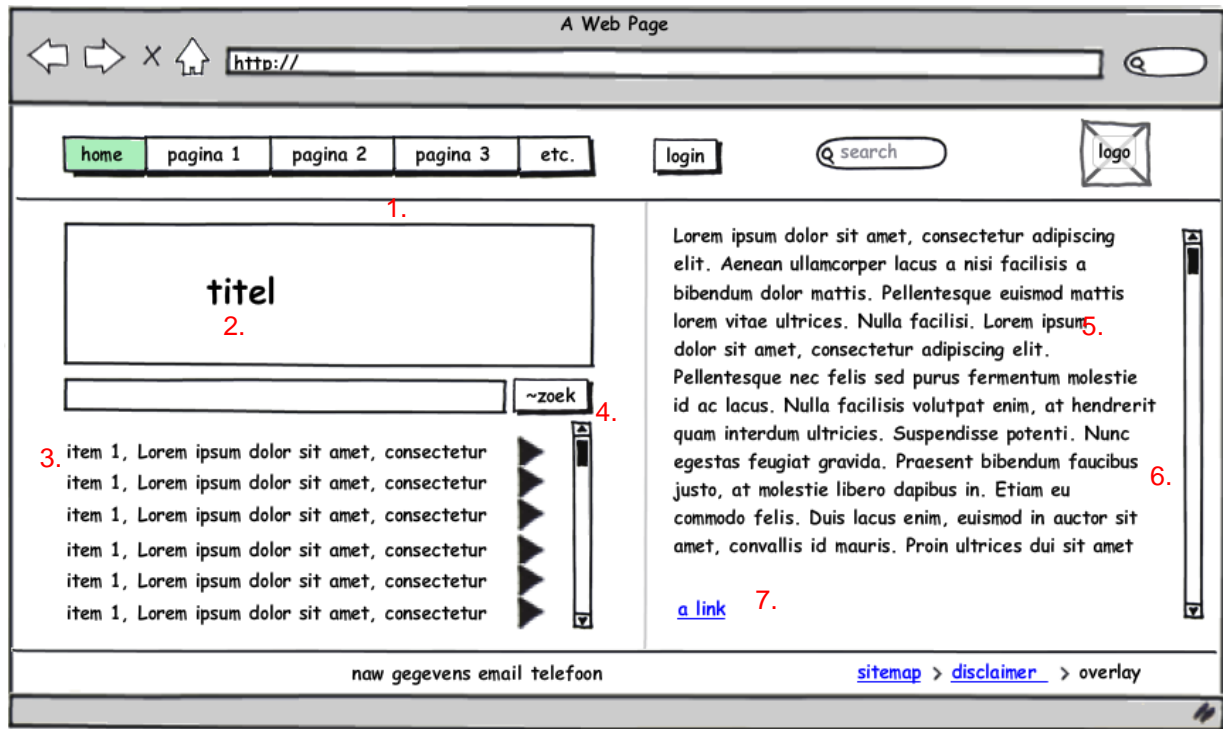 A Web Page
http://
home pagina 1 pagina 2 pagina 3 etc. login search logo
1.
titel
2.
~zoek
4.
3. item 1, Lorem ipsum dolor sit amet, consectetur
item 1, Lorem ipsum dolor sit amet, consectetur
item 1, Lorem ipsum dolor sit amet, consectetur
item 1, Lorem ipsum dolor sit amet, consectetur
item 1, Lorem ipsum dolor sit amet, consectetur
item 1, Lorem ipsum dolor sit amet, consectetur
Lorem ipsum dolor sit amet, consectetur adipiscing
elit. Aenean ullamcorper lacus a nisi facilisis a
bibendum dolor mattis. Pellentesque euismod mattis
lorem vitae ultrices. Nulla facilisi. Lorem ipsum
5.
dolor sit amet, consectetur adipiscing elit.
Pellentesque nec felis sed purus fermentum molestie
id ac lacus. Nulla facilisis volutpat enim, at hendrerit
quam interdum ultricies. Suspendisse potenti. Nunc
egestas feugiat gravida. Praesent bibendum faucibus
6.
justo, at molestie libero dapibus in. Etiam eu
commodo felis. Duis lacus enim, euismod in auctor sit
amet, convallis id mauris. Proin ultrices dui sit amet
a link 7.
naw gegevens email telefoon
sitemap > disclaimer > overlay